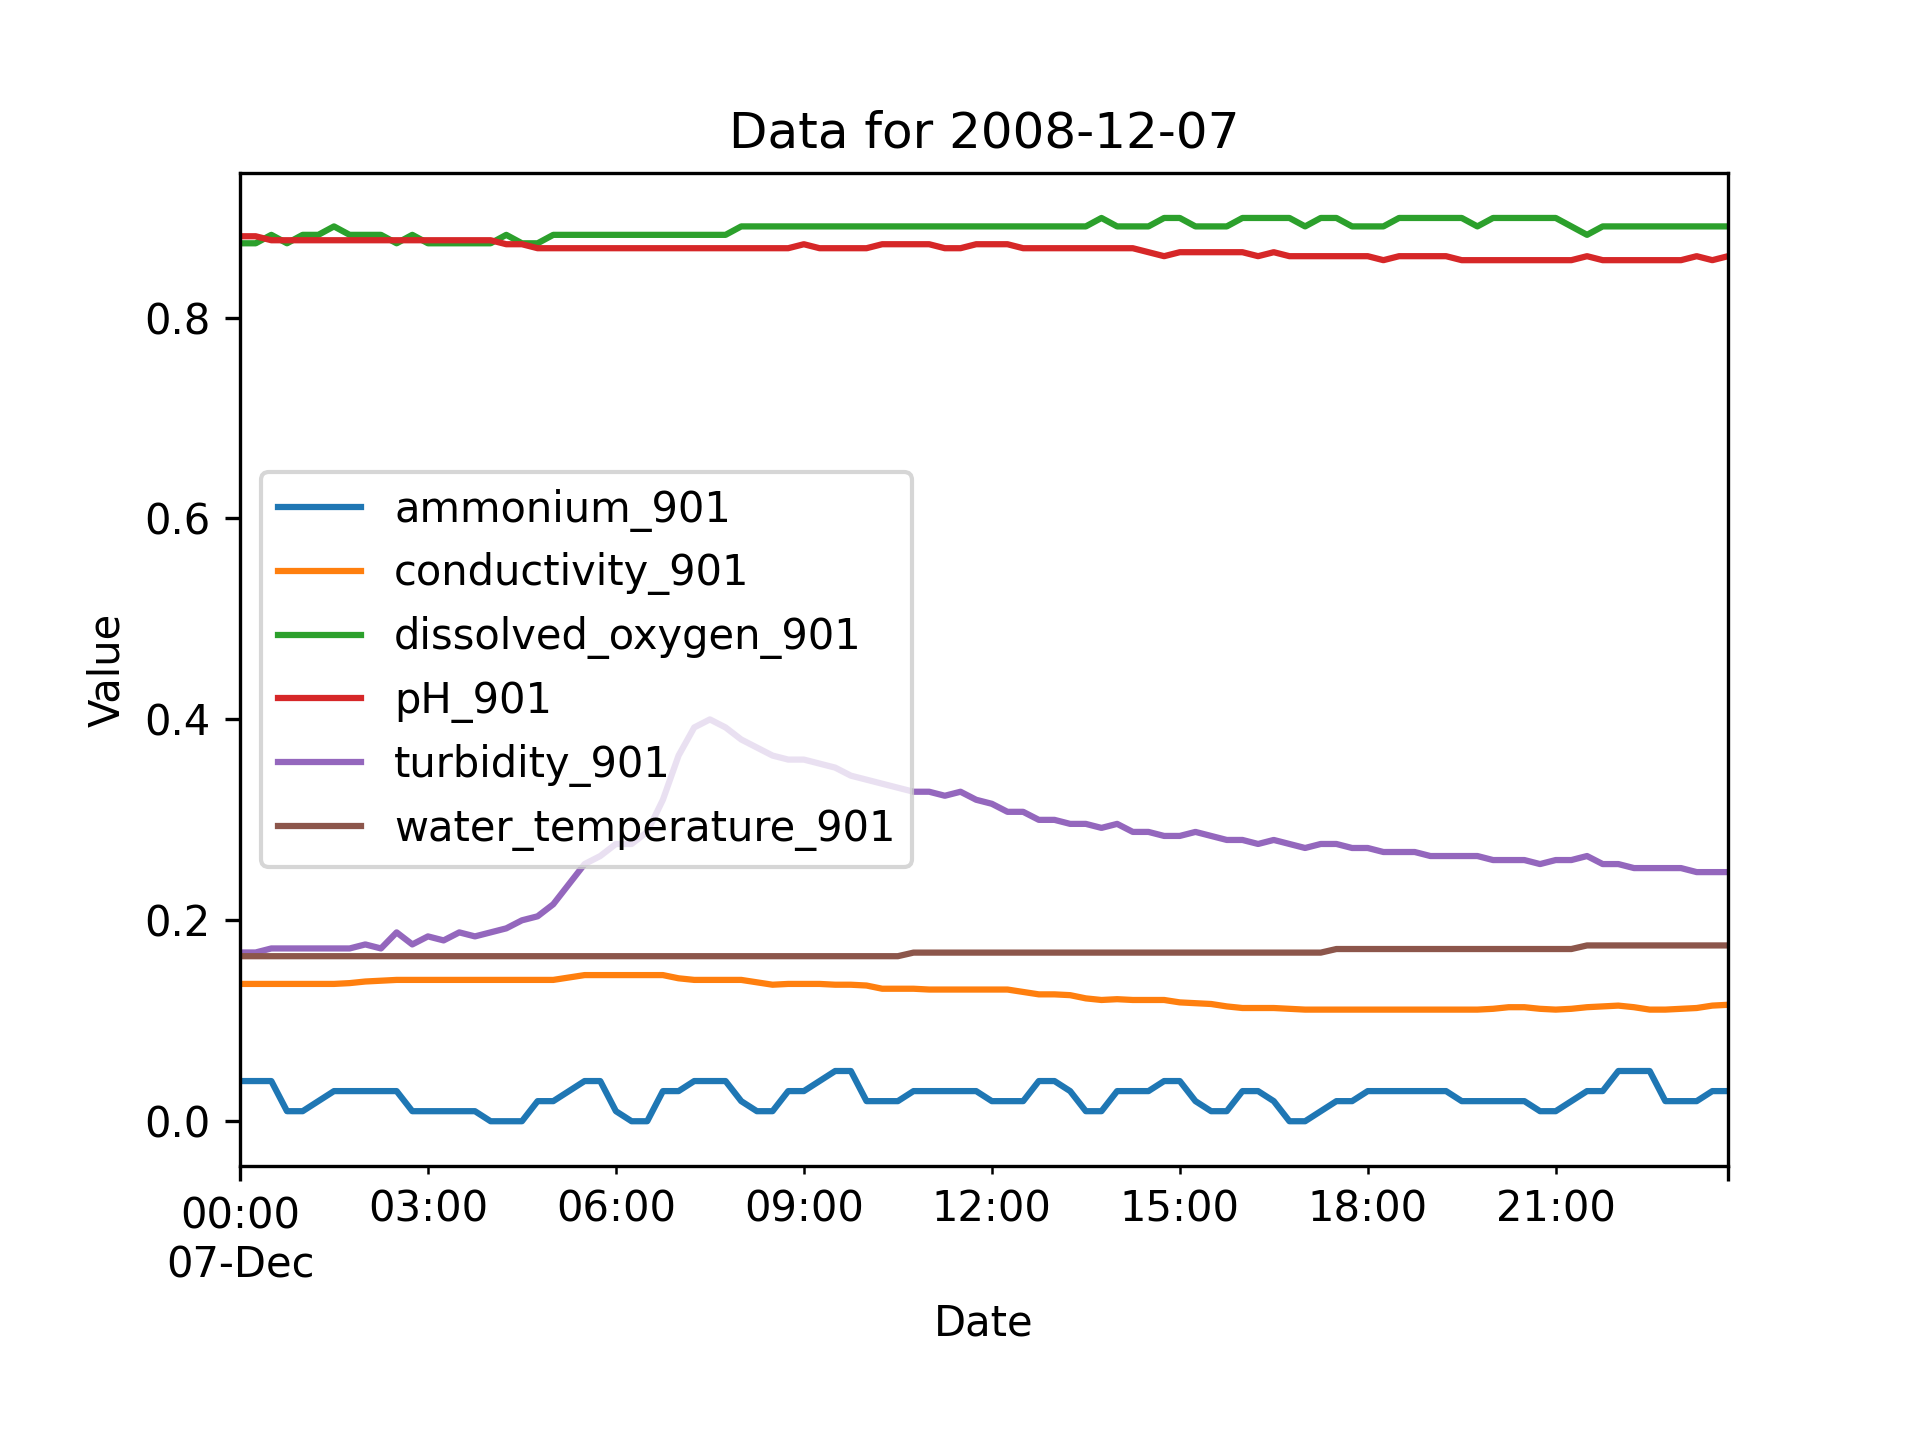 Data for 2008-12-07
Value
0.8
0.6
0.4
0.2
0.0
ammonium_901
conductivity_901
dissolved_oxygen_901
pH_901
turbidity_901
water_temperature_901
00:00 03:00 06:00 09:00 12:00 15:00 18:00 21:00
07-Dec
Date